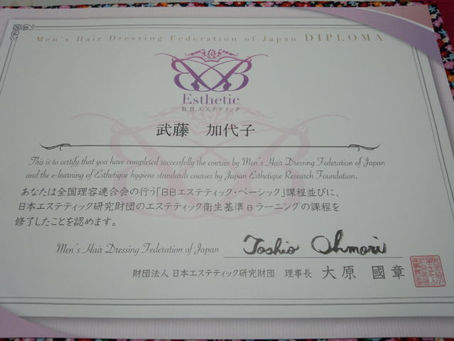 Men's Hair Dressing Federation of Japan DIPLOMA
Esthetic
BBエステティック
武藤 加代子
This is to certify that you have completed successfully the courses by Men's Hair Dressing Federation of Japan
and the e-learning of Esthetique hygiene standards courses by Japan Esthetique Research Foundation.
あなたは全国理容連合会の行う「BBエステティック・ベーシック」課程並びに、
日本エステティック研究財団のエステティック衛生基準eラーニングの課程を
修了したことを認めます。
Men's Hair Dressing Federation of Japan Toshio Ohmori
財団法人 日本エステティック研究財団 理事長 大原 國章